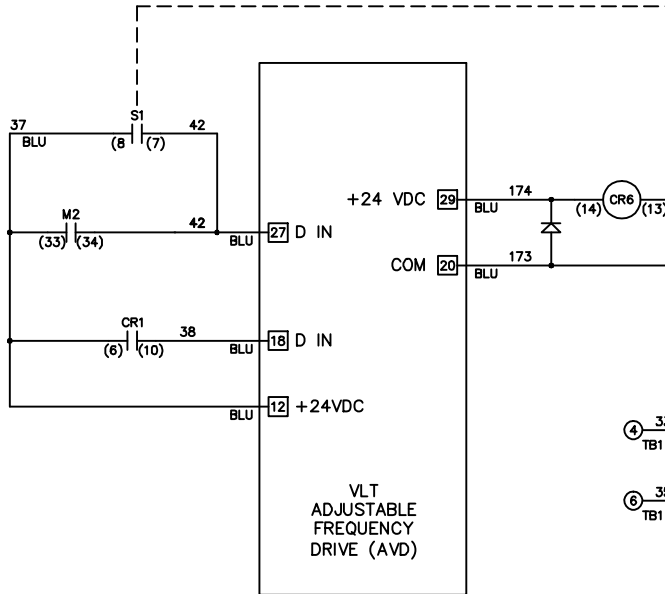 S1
37
42
BLU
(8
(7)
M2
42
(33)
(34)
BLU
27
D IN
CR1
38
(6)
(10)
BLU
18
D IN
BLU
12
+24VDC
+24 VDC
29
174
BLU
(14)
CR6
(13)
COM
20
173
BLU
4
TB1
6
TB1
VLT
ADJUSTABLE
FREQUENCY
DRIVE (AVD)